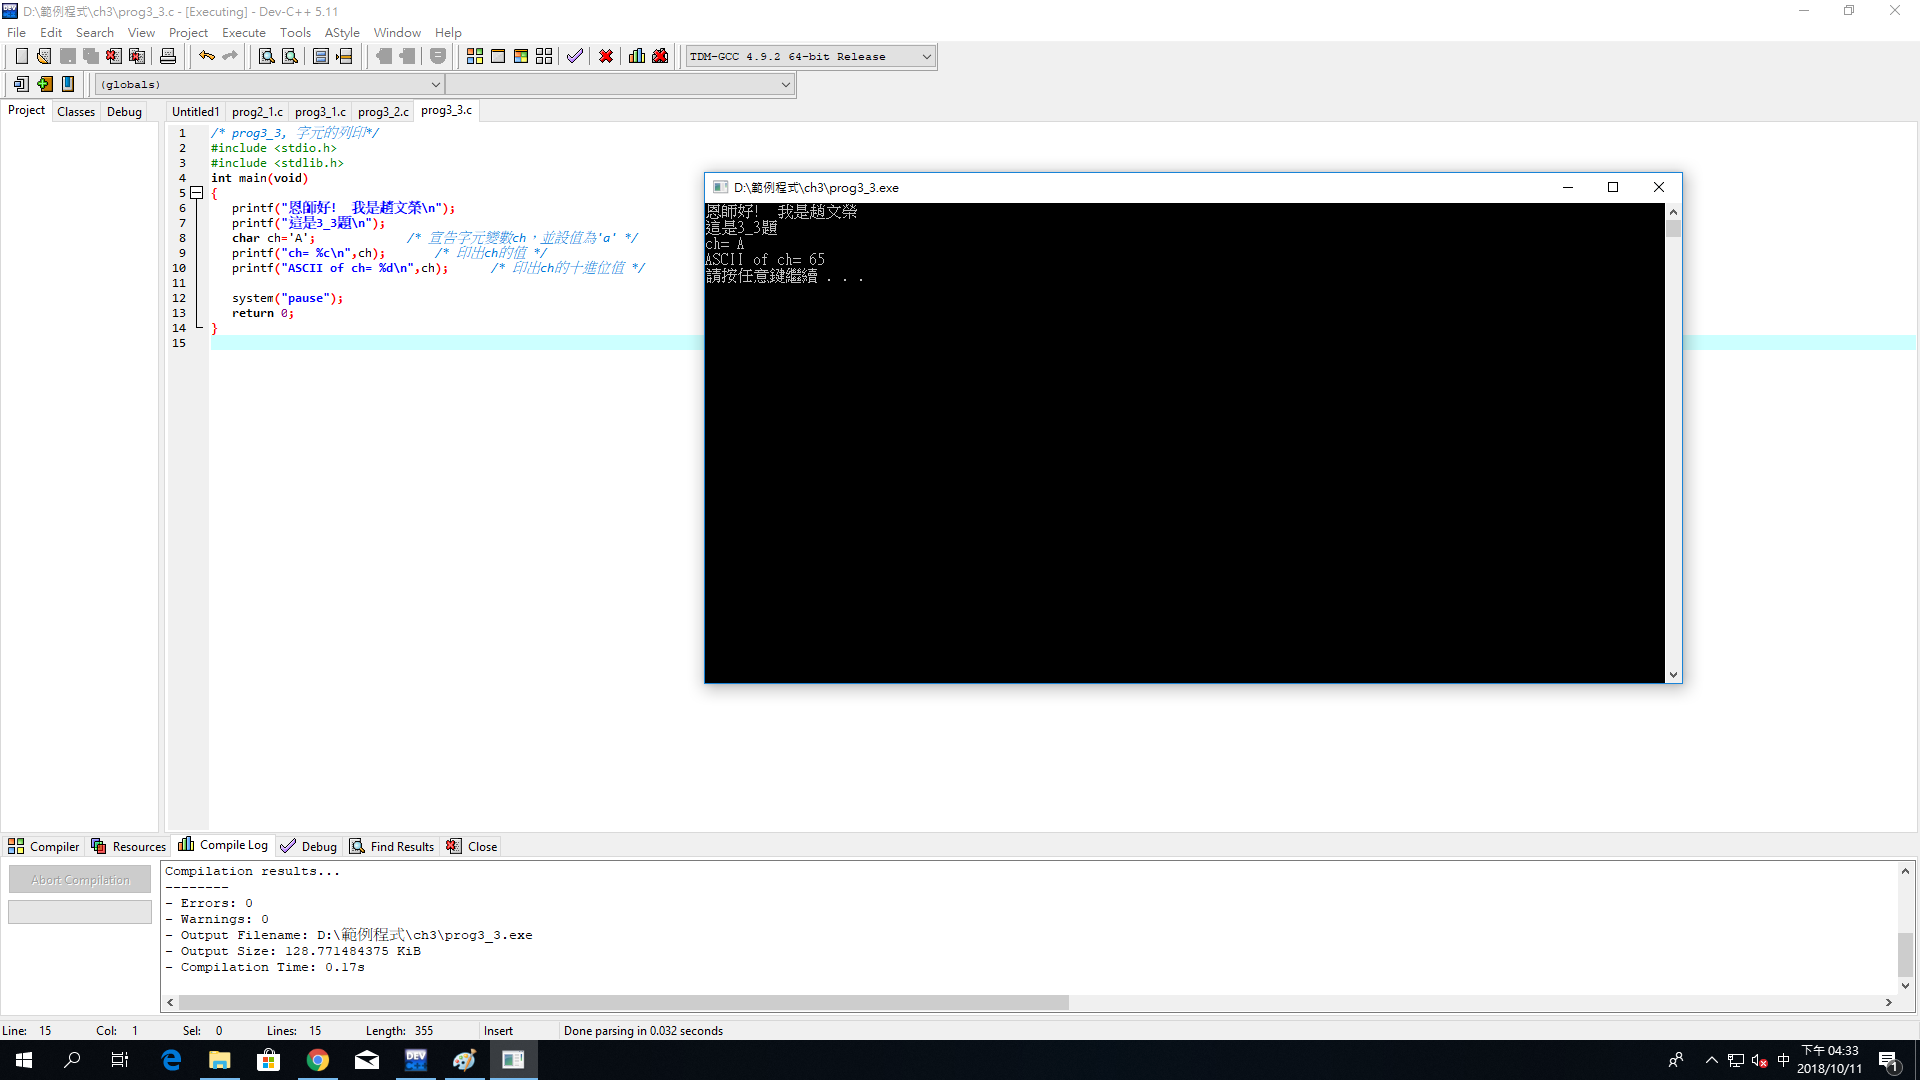 D:\範例程式\ch3\prog3_3.c - [Executing] - Dev-C++ 5.11
File Edit Search View Project Execute Tools AStyle Window Help
TDM-GCC 4.9.2 64-bit Release
(globals)
Project Classes Debug
Untitled1 prog2_1.c prog3_1.c prog3_2.c prog3_3.c
1 /* prog3_3, 字元的列印*/
2 #include <stdio.h>
3 #include <stdlib.h>
4 int main(void)
5 {
6 printf("恩師好!  我是趙文榮\n");
7 printf("這是3_3題\n");
8 char ch='A'; /* 宣告字元變數ch，並設值為'a' */
9 printf("ch= %c\n",ch); /* 印出ch的值 */
10 printf("ASCII of ch= %d\n",ch); /* 印出ch的十進位值 */
11
12 system("pause");
13 return 0;
14 }
15
D:\範例程式\ch3\prog3_3.exe
恩師好!  我是趙文榮
這是3_3題
ch= A
ASCII of ch= 65
請按任意鍵繼續 . . .
Compiler Resources Compile Log Debug Find Results Close
Abort Compilation
Compilation results...
--------
- Errors: 0
- Warnings: 0
- Output Filename: D:\範例程式\ch3\prog3_3.exe
- Output Size: 128.771484375 KiB
- Compilation Time: 0.17s
Line: 15 Col: 1 Sel: 0 Lines: 15 Length: 355 Insert Done parsing in 0.032 seconds
DEV
中
下午 04:33
2018/10/11
1